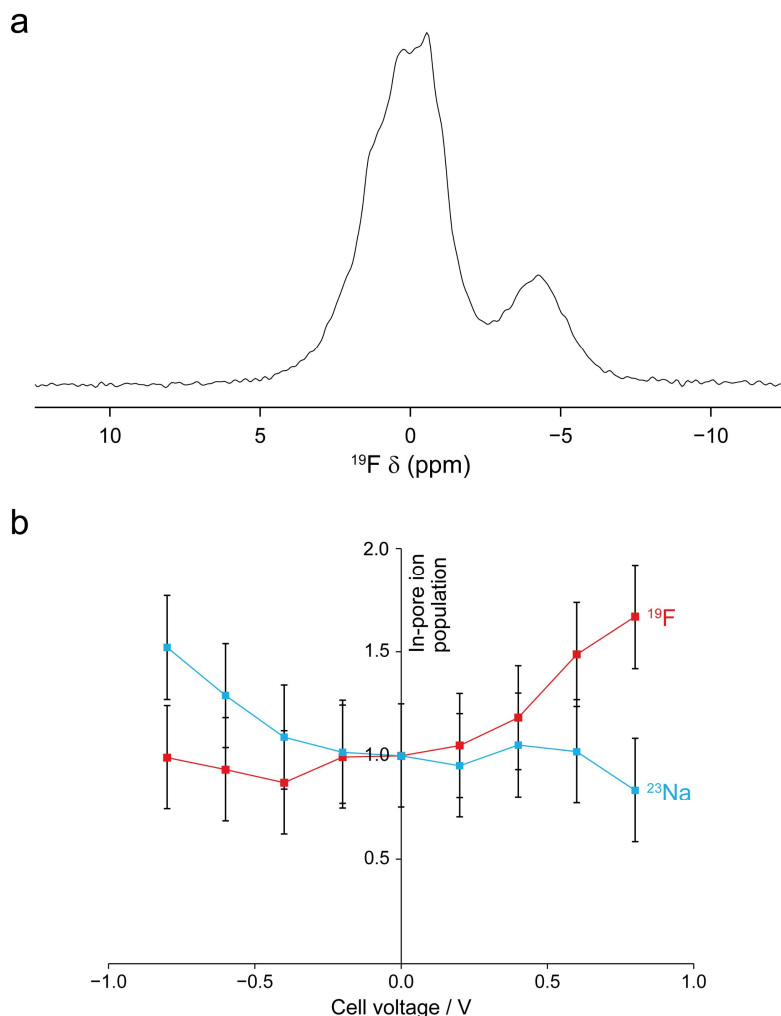 a
10
5
0
−5
−10
¹⁹F δ (ppm)
b
2.0
1.5
1.0
0.5
In-pore ion
population
¹⁹F
²³Na
−1.0
−0.5
0.0
0.5
1.0
Cell voltage / V